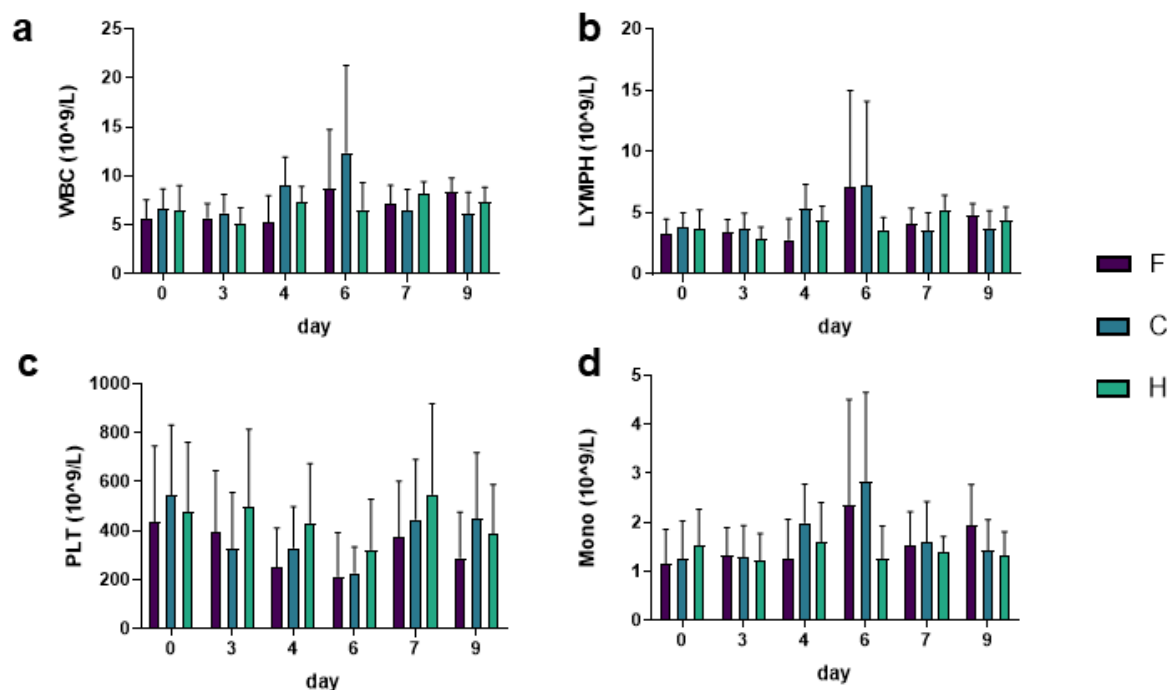 a
25
20
15
10
5
0
WBC (10^9/L)
0 3 4 6 7 9
day
b
20
15
10
5
0
LYMPH (10^9/L)
0 3 4 6 7 9
day
F
C
H
c
1000
800
600
400
200
0
PLT (10^9/L)
0 3 4 6 7 9
day
d
5
4
3
2
1
0
Mono (10^9/L)
0 3 4 6 7 9
day